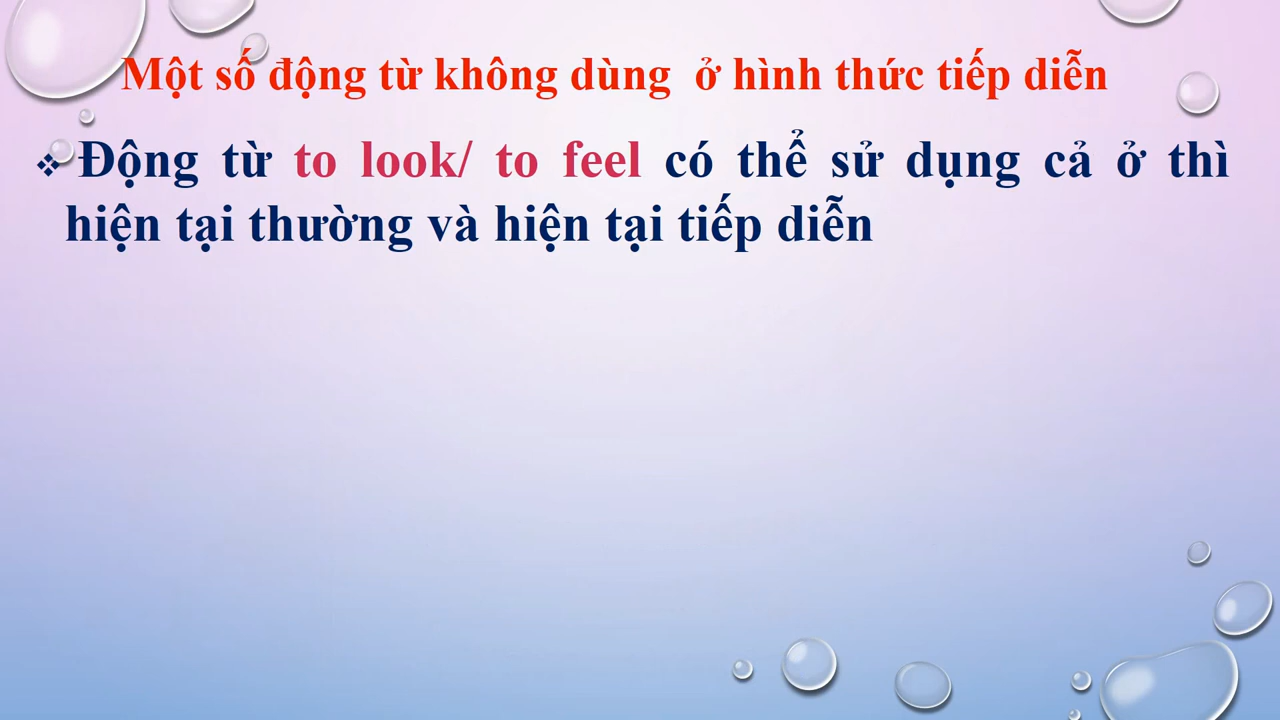 Một số động từ không dùng ở hình thức tiếp diễn
Động từ to look/ to feel có thể sử dụng cả ở thì
hiện tại thường và hiện tại tiếp diễn